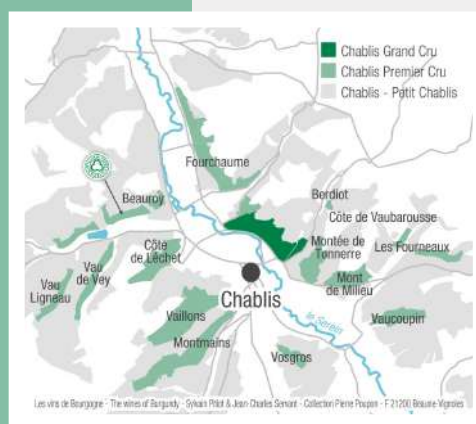 Chablis Grand Cru
Chablis Premier Cru
Chablis - Petit Chablis
Fourchaume
Berdiot
Beauroy
Côte de Vaubarousse
Côte
de Lèchet
Montée de
Tonnerre
Les Fourneaux
Vau
Ligneau
Vau
de Vey
Mont
de Milieu
Chablis
Vaillons
le Serein
Vaucoupin
Montmains
Vosgros
Les vins de Bourgogne - The wines of Burgundy - Sylvain Pitiot & Jean-Charles Servant - Collection Pierre Poupon - F 21200 Beaune-Vignoles